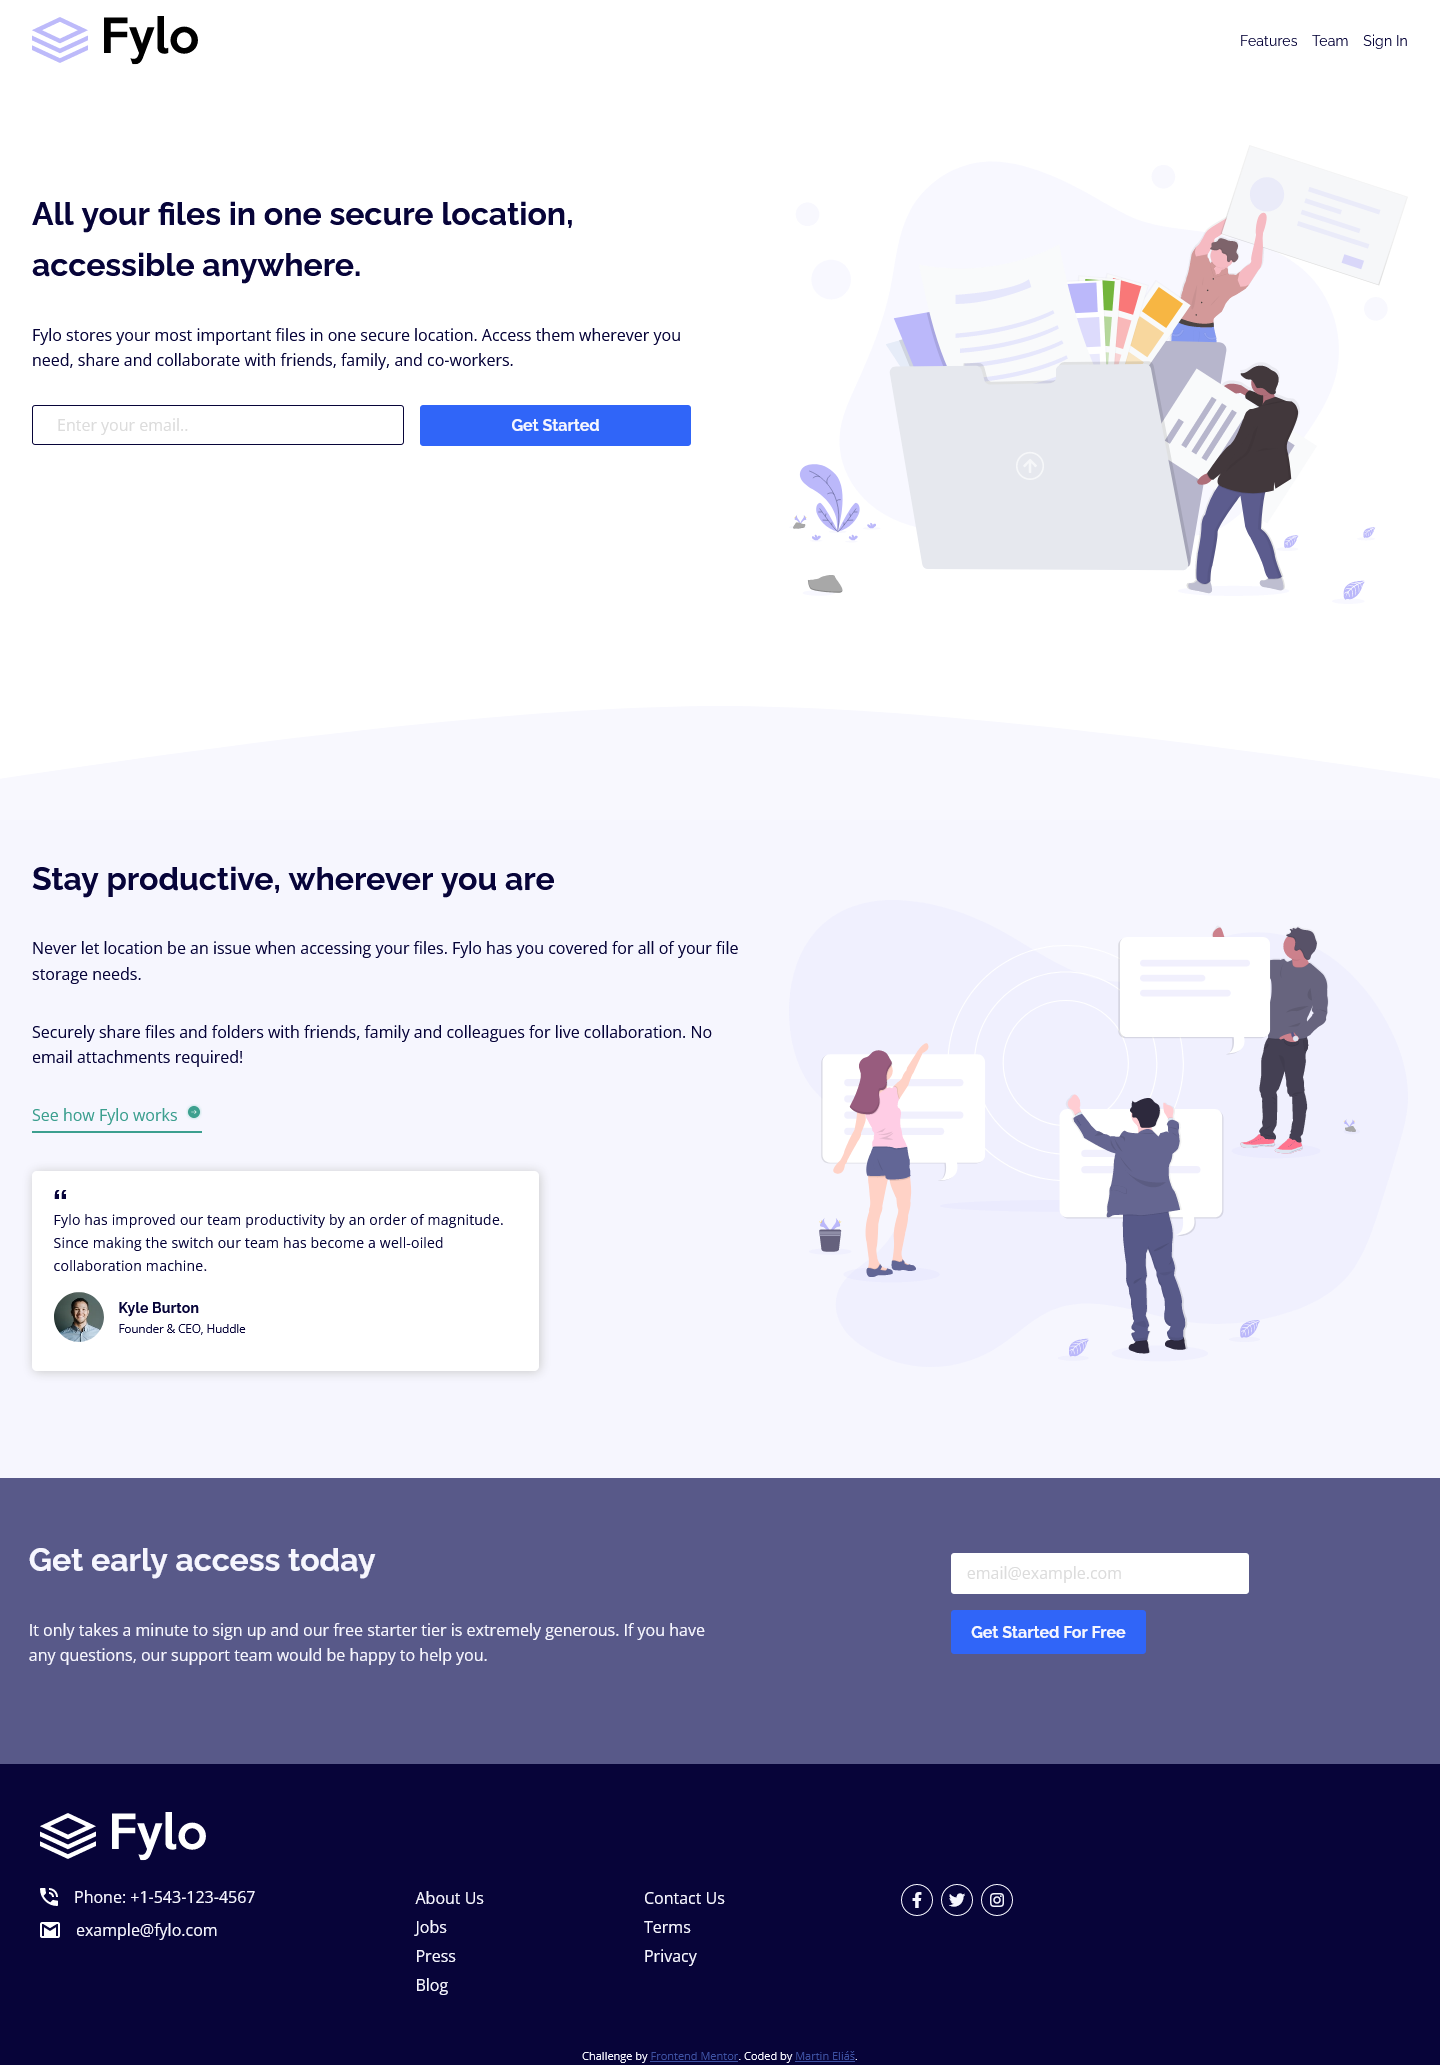 Fylo
Features Team Sign In
All your files in one secure location,
accessible anywhere.
Fylo stores your most important files in one secure location. Access them wherever you
need, share and collaborate with friends, family, and co-workers.
Enter your email..
Get Started
Stay productive, wherever you are
Never let location be an issue when accessing your files. Fylo has you covered for all of your file
storage needs.
Securely share files and folders with friends, family and colleagues for live collaboration. No
email attachments required!
See how Fylo works
“
Fylo has improved our team productivity by an order of magnitude.
Since making the switch our team has become a well-oiled
collaboration machine.
Kyle Burton
Founder & CEO, Huddle
Get early access today
It only takes a minute to sign up and our free starter tier is extremely generous. If you have
any questions, our support team would be happy to help you.
email@example.com
Get Started For Free
Fylo
Phone: +1-543-123-4567
example@fylo.com
About Us
Jobs
Press
Blog
Contact Us
Terms
Privacy
Challenge by Frontend Mentor. Coded by Martin Eliáš.